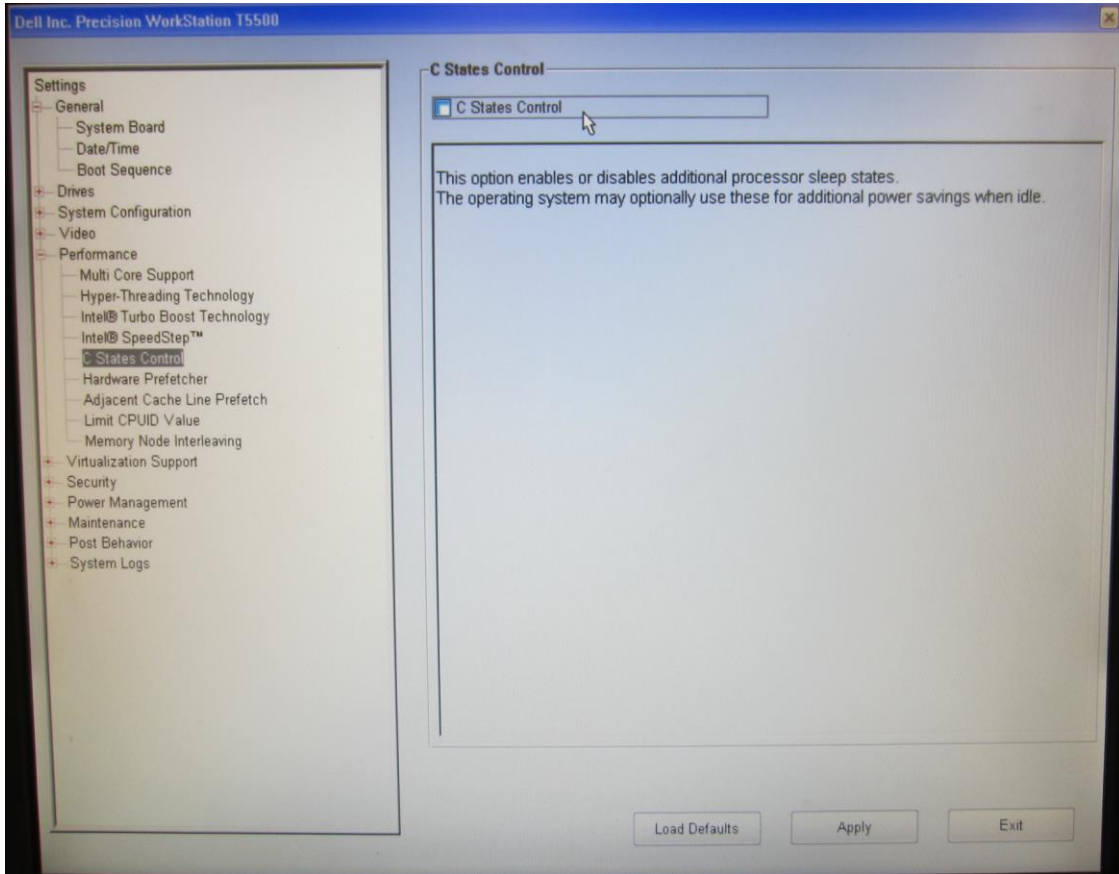 Dell Inc. Precision WorkStation T5500
Settings
General
System Board
Date/Time
Boot Sequence
Drives
System Configuration
Video
Performance
Multi Core Support
Hyper-Threading Technology
Intel® Turbo Boost Technology
Intel® SpeedStep™
C States Control
Hardware Prefetcher
Adjacent Cache Line Prefetch
Limit CPUID Value
Memory Node Interleaving
Virtualization Support
Security
Power Management
Maintenance
Post Behavior
System Logs
C States Control
C States Control
This option enables or disables additional processor sleep states.
The operating system may optionally use these for additional power savings when idle.
Load Defaults
Apply
Exit